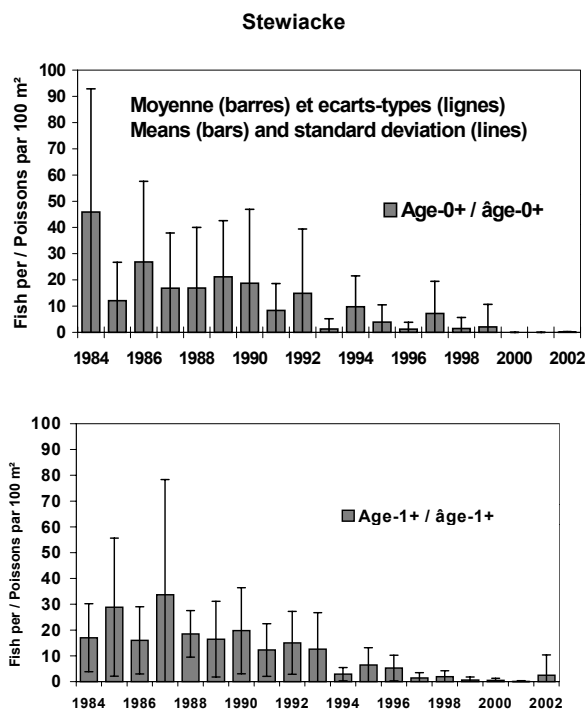 Stewiacke
Fish per / Poissons par 100 m²
100
90
80
70
60
50
40
30
20
10
0
Moyenne (barres) et ecarts-types (lignes)
Means (bars) and standard deviation (lines)
Age-0+ / âge-0+
1984 1986 1988 1990 1992 1994 1996 1998 2000 2002
Fish per / Poissons par 100 m²
100
90
80
70
60
50
40
30
20
10
0
Age-1+ / âge-1+
1984 1986 1988 1990 1992 1994 1996 1998 2000 2002